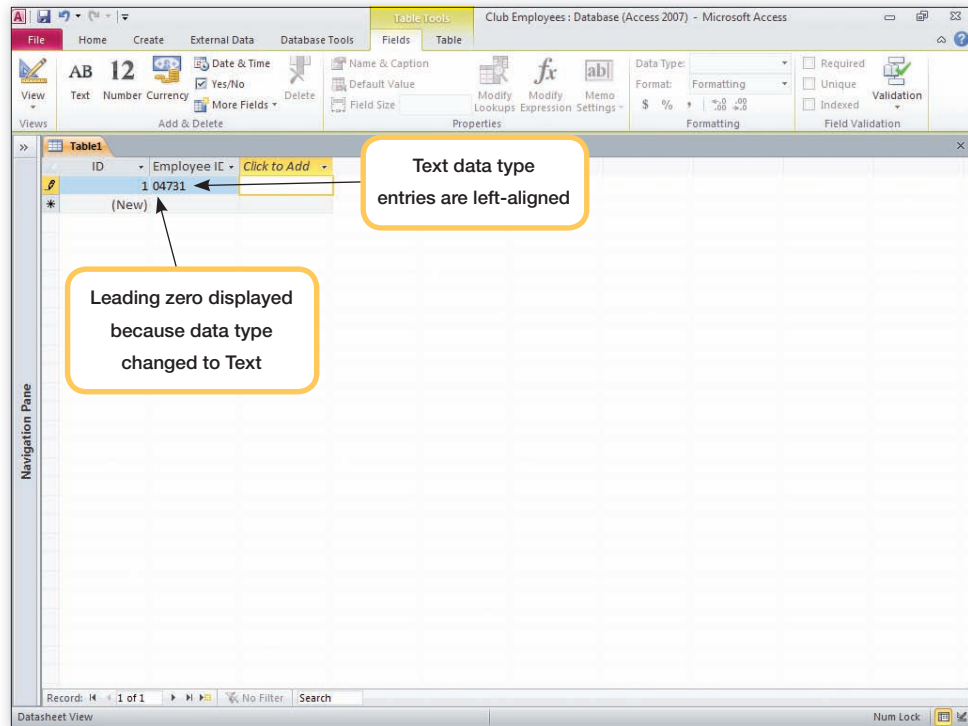 Table Tools
Club Employees : Database (Access 2007) - Microsoft Access
File Home Create External Data Database Tools Fields Table
View
Views
AB Text
12 Number
Currency
Date & Time
Yes/No
More Fields
Delete
Add & Delete
Name & Caption
Default Value
Field Size
Modify Lookups
fx Modify Expression
ab Memo Settings
Properties
Data Type:
Format: Formatting
$ % , .00 .00
Formatting
Required
Unique
Indexed
Validation
Field Validation
Table1
ID Employee IC Click to Add
1 04731
(New)
Text data type
entries are left-aligned
Leading zero displayed
because data type
changed to Text
Navigation Pane
Record: 1 of 1 No Filter Search
Datasheet View Num Lock